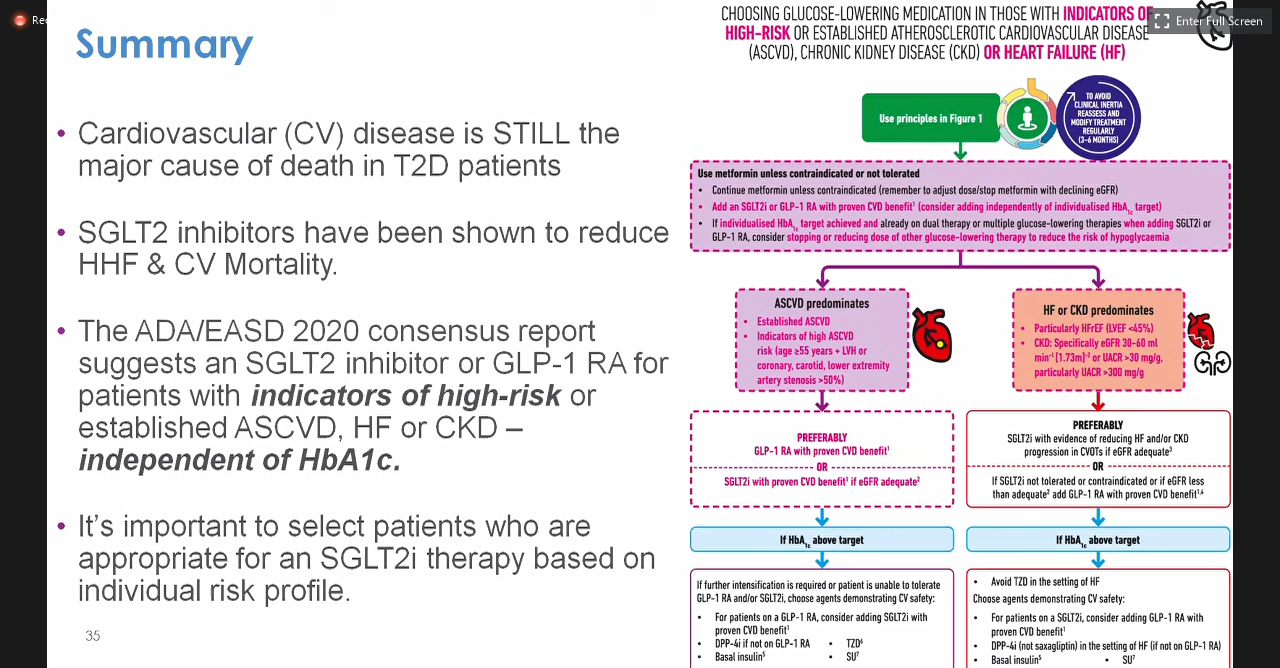 Rec
Enter Full Screen
Summary
• Cardiovascular (CV) disease is STILL the
major cause of death in T2D patients
• SGLT2 inhibitors have been shown to reduce
HHF & CV Mortality.
• The ADA/EASD 2020 consensus report
suggests an SGLT2 inhibitor or GLP-1 RA for
patients with indicators of high-risk or
established ASCVD, HF or CKD –
independent of HbA1c.
• It’s important to select patients who are
appropriate for an SGLT2i therapy based on
individual risk profile.
35
CHOOSING GLUCOSE-LOWERING MEDICATION IN THOSE WITH INDICATORS OF
HIGH-RISK OR ESTABLISHED ATHEROSCLEROTIC CARDIOVASCULAR DISEASE
(ASCVD), CHRONIC KIDNEY DISEASE (CKD) OR HEART FAILURE (HF)
Use principles in Figure 1
TO AVOID
CLINICAL INERTIA
REASSESS AND
MODIFY TREATMENT
REGULARLY
(3–6 MONTHS)
Use metformin unless contraindicated or not tolerated
• Continue metformin unless contraindicated (remember to adjust dose/stop metformin with declining eGFR)
• Add an SGLT2i or GLP-1 RA with proven CVD benefit¹ (consider adding independently of individualised HbA1c target)
• If individualised HbA1c target achieved and already on dual therapy or multiple glucose-lowering therapies when adding SGLT2i or
GLP-1 RA, consider stopping or reducing dose of other glucose-lowering therapy to reduce the risk of hypoglycaemia
ASCVD predominates
• Established ASCVD
• Indicators of high ASCVD
risk (age ≥55 years + LVH or
coronary, carotid, lower extremity
artery stenosis >50%)
HF or CKD predominates
• Particularly HFrEF (LVEF <45%)
• CKD: Specifically eGFR 30–60 ml
min⁻¹ [1.73m]⁻² or UACR >30 mg/g,
particularly UACR >300 mg/g
PREFERABLY
GLP-1 RA with proven CVD benefit¹
OR
SGLT2i with proven CVD benefit¹ if eGFR adequate²
PREFERABLY
SGLT2i with evidence of reducing HF and/or CKD
progression in CVOTs if eGFR adequate³
OR
If SGLT2i not tolerated or contraindicated or if eGFR less
than adequate² add GLP-1 RA with proven CVD benefit¹,⁴
If HbA1c above target
If HbA1c above target
If further intensification is required or patient is unable to tolerate
GLP-1 RA and/or SGLT2i, choose agents demonstrating CV safety:
• For patients on a GLP-1 RA, consider adding SGLT2i with
proven CVD benefit¹
• DPP-4i if not on GLP-1 RA • TZD⁶
• Basal insulin⁵ • SU⁷
• Avoid TZD in the setting of HF
Choose agents demonstrating CV safety:
• For patients on a SGLT2i, consider adding GLP-1 RA with
proven CVD benefit¹
• DPP-4i (not saxagliptin) in the setting of HF (if not on GLP-1 RA)
• Basal insulin⁵ • SU⁷